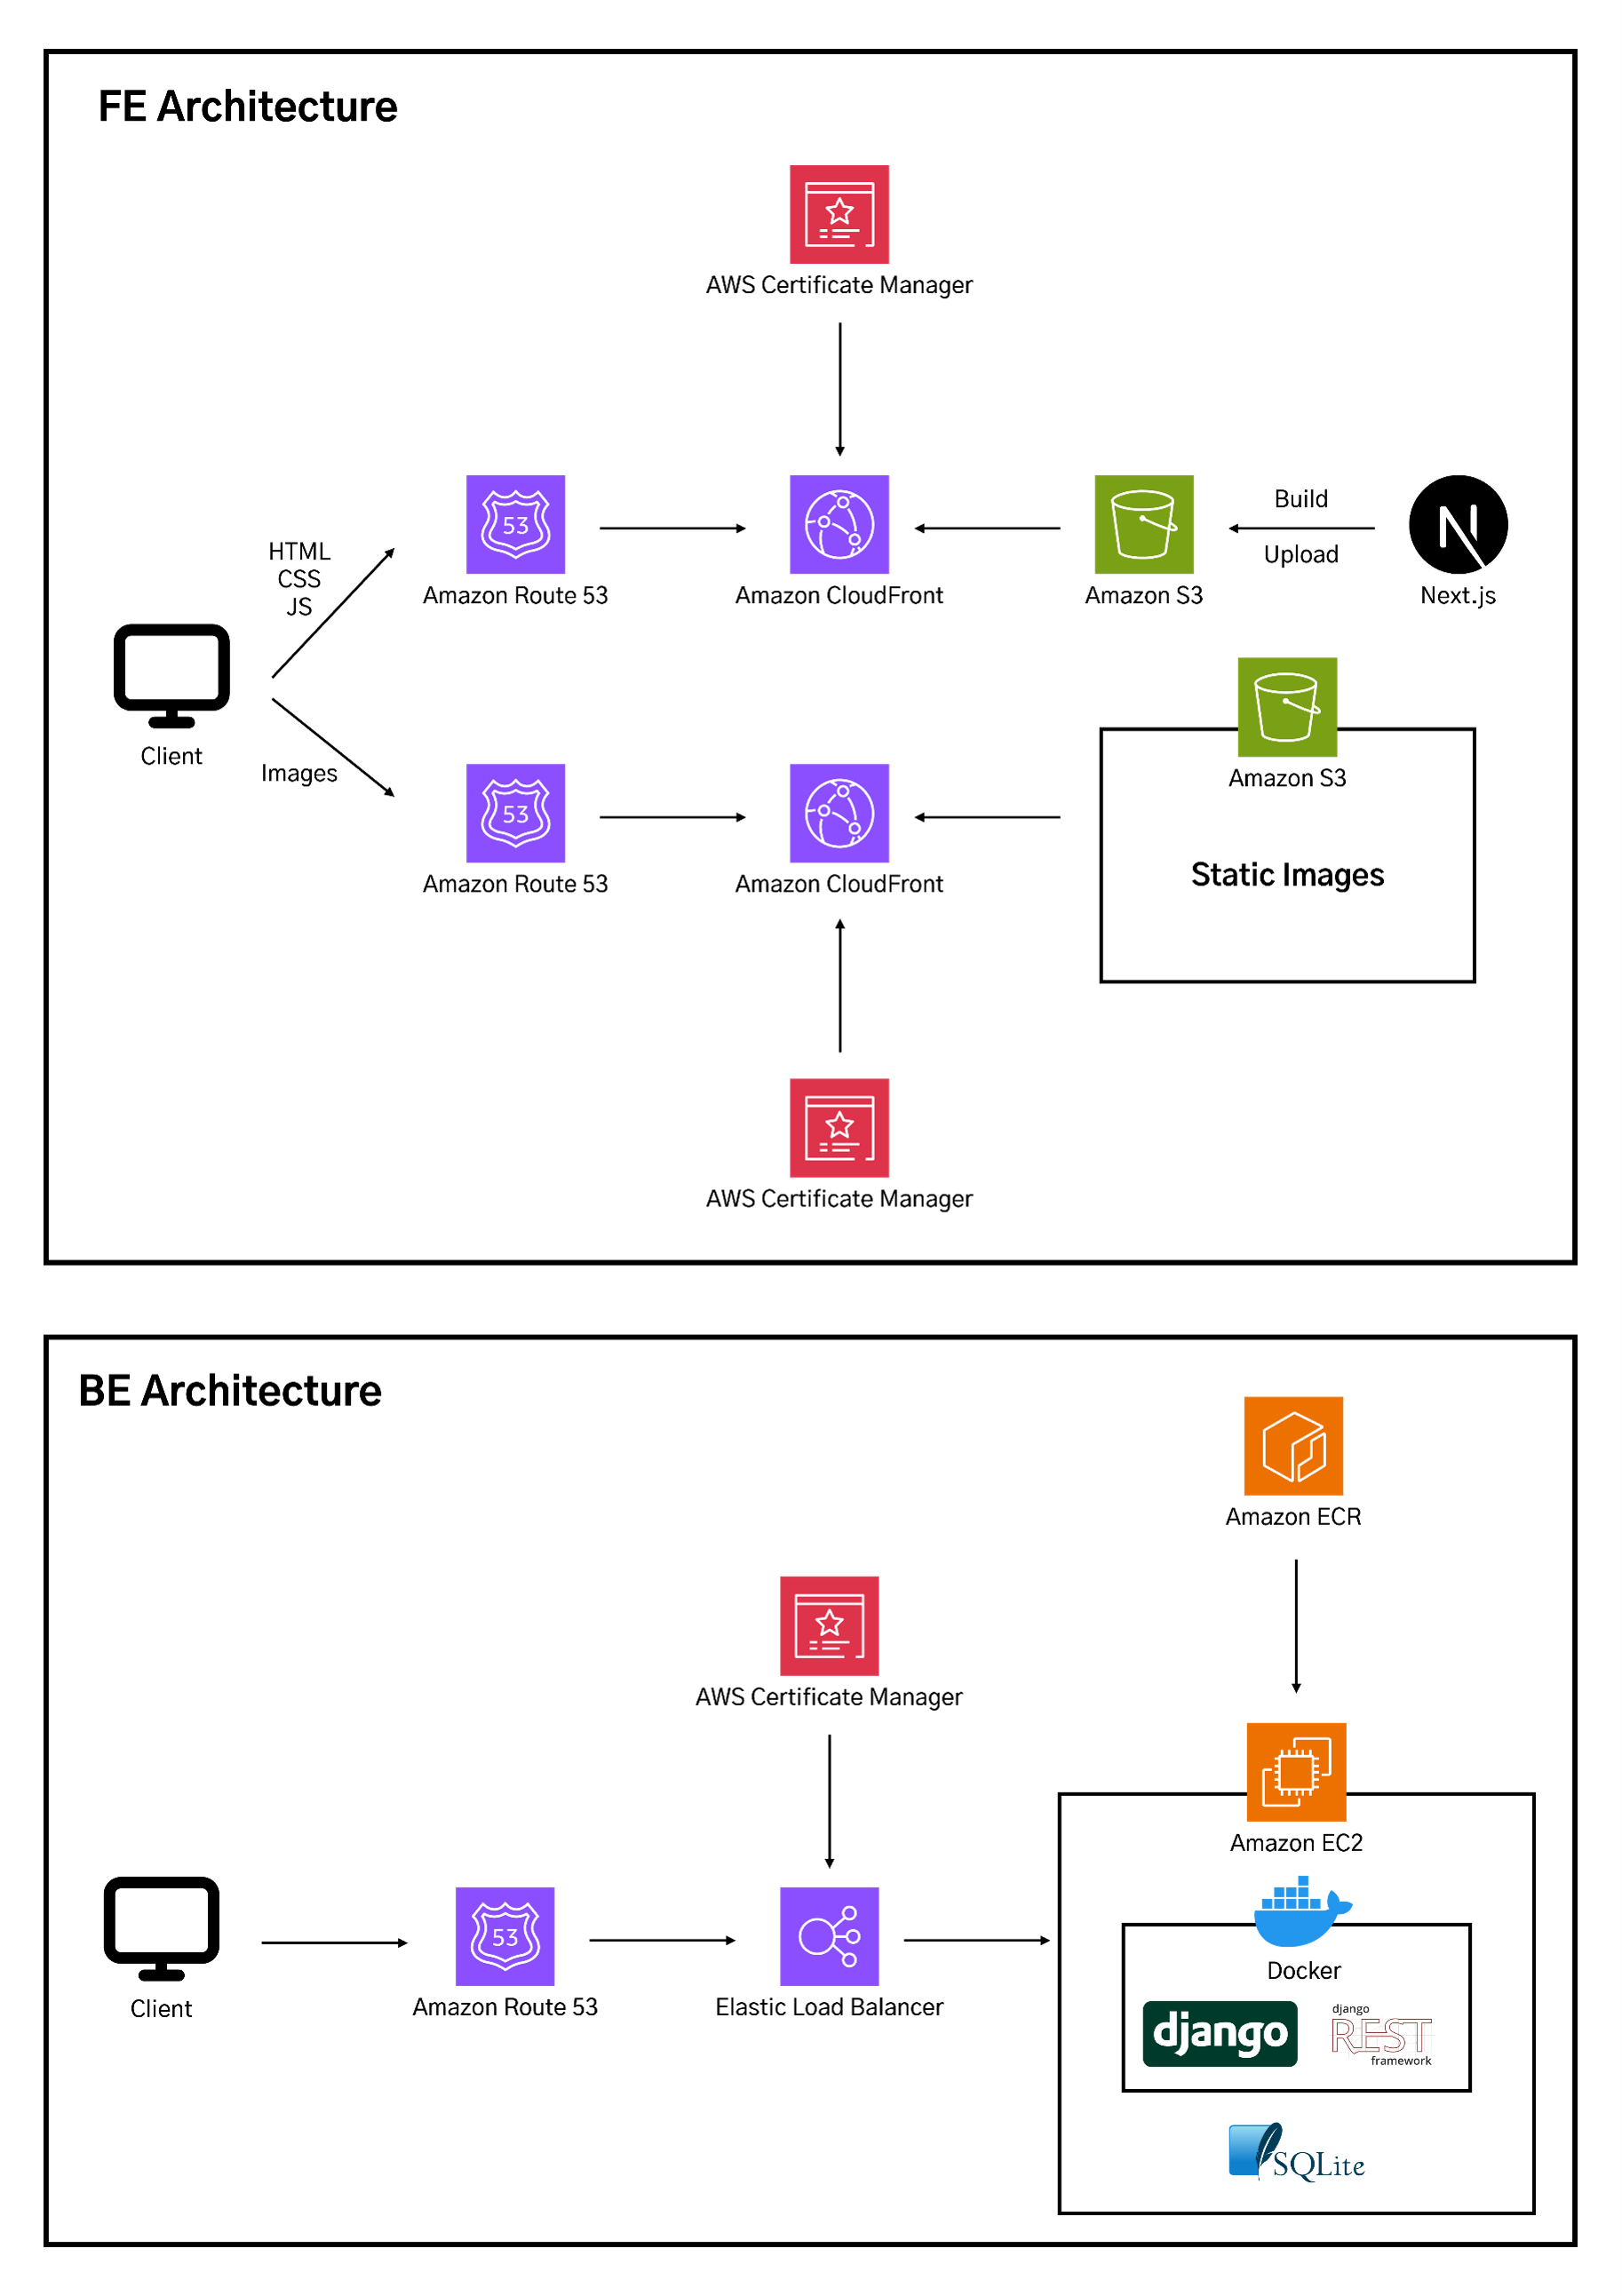 FE Architecture
AWS Certificate Manager
HTML
CSS
JS
53
Amazon Route 53
Amazon CloudFront
Amazon S3
Build
Upload
N
Next.js
Client
Images
53
Amazon Route 53
Amazon CloudFront
Amazon S3
Static Images
AWS Certificate Manager
BE Architecture
Amazon ECR
AWS Certificate Manager
Amazon EC2
Client
53
Amazon Route 53
Elastic Load Balancer
Docker
django
django
REST
framework
SQLite